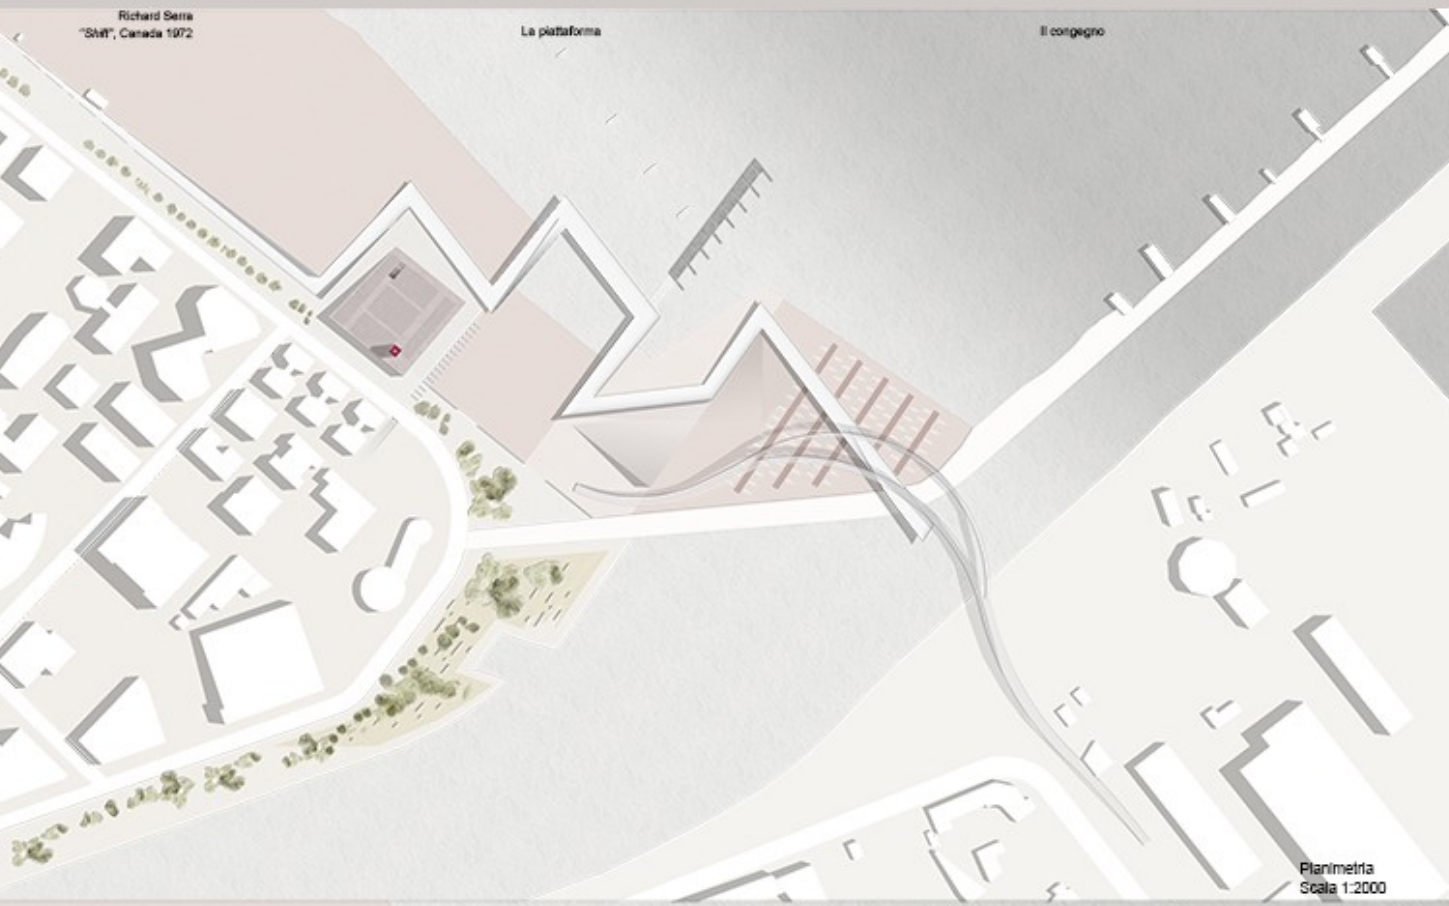 Richard Serra
"Shift", Canada 1972
La piattaforma
Il congegno
Planimetria
Scala 1:2000